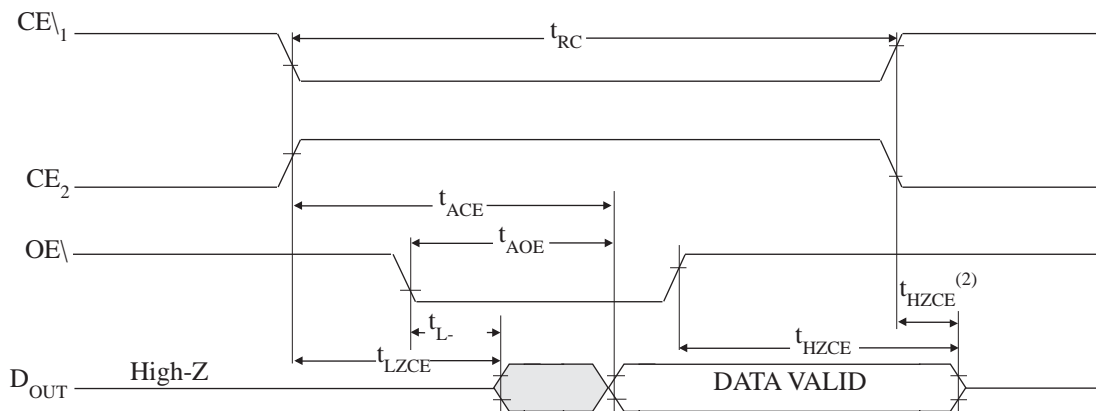 CE\1
tRC
CE2
tACE
OE\
tAOE
tHZCE(2)
tL-
tHZCE
tLZCE
DOUT High-Z DATA VALID